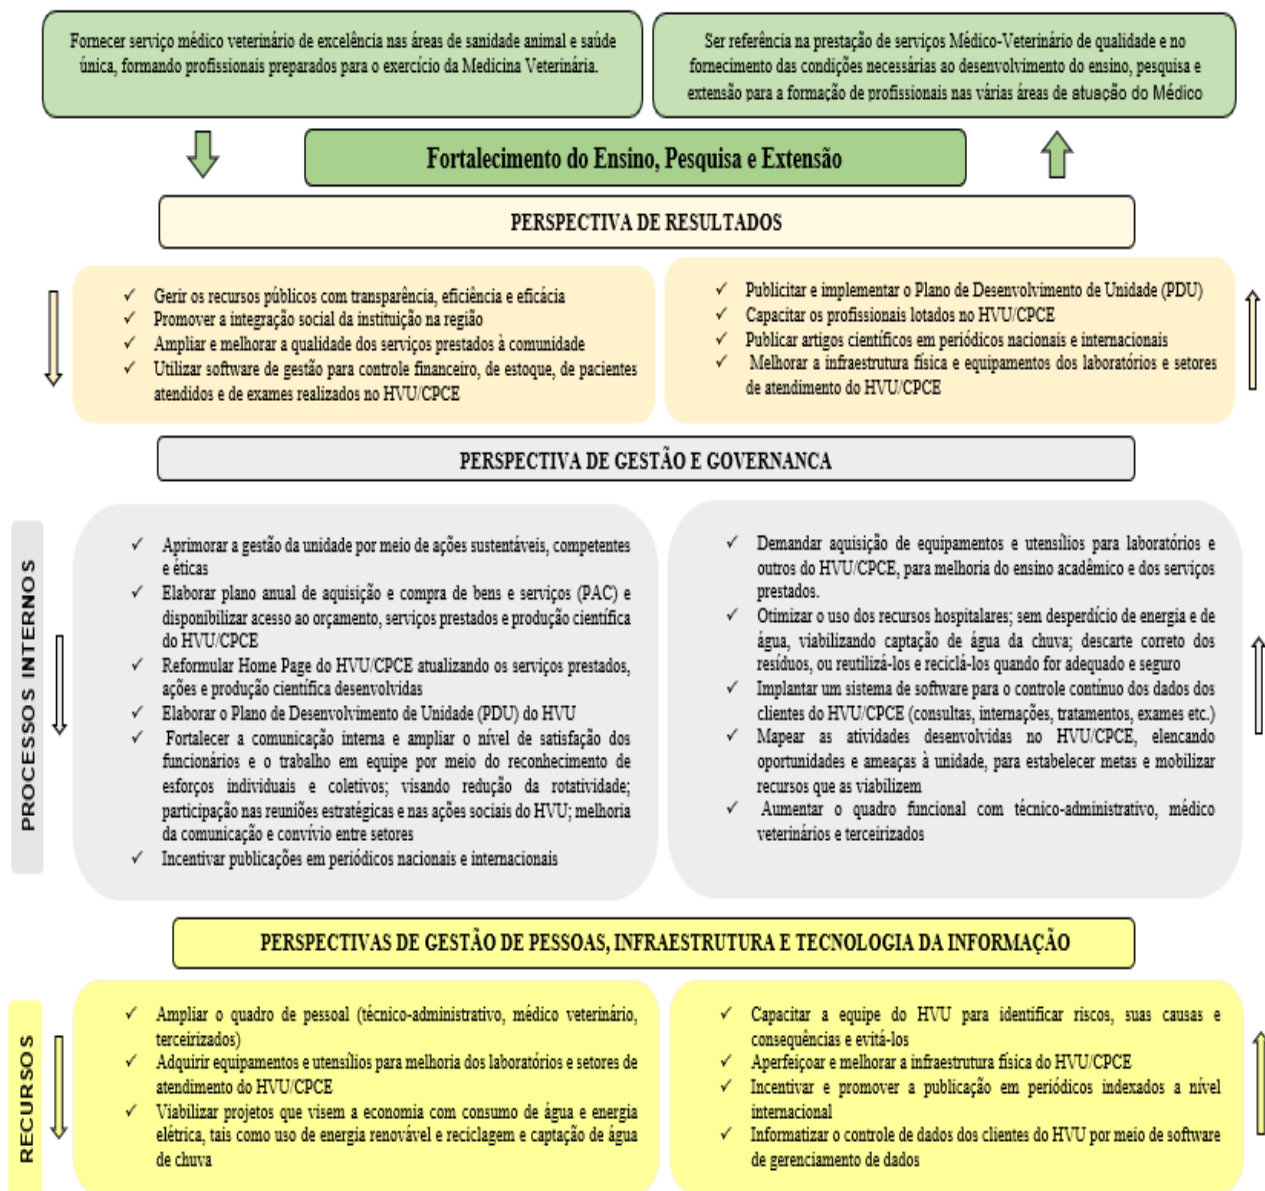 Fornecer serviço médico veterinário de excelência nas áreas de sanidade animal e saúde
única, formando profissionais preparados para o exercício da Medicina Veterinária.
Ser referência na prestação de serviços Médico-Veterinário de qualidade e no
fornecimento das condições necessárias ao desenvolvimento do ensino, pesquisa e
extensão para a formação de profissionais nas várias áreas de atuação do Médico
Fortalecimento do Ensino, Pesquisa e Extensão
PERSPECTIVA DE RESULTADOS
✓ Gerir os recursos públicos com transparência, eficiência e eficácia
✓ Promover a integração social da instituição na região
✓ Ampliar e melhorar a qualidade dos serviços prestados à comunidade
✓ Utilizar software de gestão para controle financeiro, de estoque, de pacientes
atendidos e de exames realizados no HVU/CPCE
✓ Publicitar e implementar o Plano de Desenvolvimento de Unidade (PDU)
✓ Capacitar os profissionais lotados no HVU/CPCE
✓ Publicar artigos científicos em periódicos nacionais e internacionais
✓ Melhorar a infraestrutura física e equipamentos dos laboratórios e setores
de atendimento do HVU/CPCE
PERSPECTIVA DE GESTÃO E GOVERNANCA
PROCESSOS INTERNOS
✓ Aprimorar a gestão da unidade por meio de ações sustentáveis, competentes
e éticas
✓ Elaborar plano anual de aquisição e compra de bens e serviços (PAC) e
disponibilizar acesso ao orçamento, serviços prestados e produção científica
do HVU/CPCE
✓ Reformular Home Page do HVU/CPCE atualizando os serviços prestados,
ações e produção científica desenvolvidas
✓ Elaborar o Plano de Desenvolvimento de Unidade (PDU) do HVU
✓ Fortalecer a comunicação interna e ampliar o nível de satisfação dos
funcionários e o trabalho em equipe por meio do reconhecimento de
esforços individuais e coletivos; visando redução da rotatividade;
participação nas reuniões estratégicas e nas ações sociais do HVU; melhoria
da comunicação e convívio entre setores
✓ Incentivar publicações em periódicos nacionais e internacionais
✓ Demandar aquisição de equipamentos e utensílios para laboratórios e
outros do HVU/CPCE, para melhoria do ensino acadêmico e dos serviços
prestados.
✓ Otimizar o uso dos recursos hospitalares; sem desperdício de energia e de
água, viabilizando captação de água da chuva; descarte correto dos
resíduos, ou reutilizá-los e reciclá-los quando for adequado e seguro
✓ Implantar um sistema de software para o controle contínuo dos dados dos
clientes do HVU/CPCE (consultas, internações, tratamentos, exames etc.)
✓ Mapear as atividades desenvolvidas no HVU/CPCE, elencando
oportunidades e ameaças à unidade, para estabelecer metas e mobilizar
recursos que as viabilizem
✓ Aumentar o quadro funcional com técnico-administrativo, médico
veterinários e terceirizados
PERSPECTIVAS DE GESTÃO DE PESSOAS, INFRAESTRUTURA E TECNOLOGIA DA INFORMAÇÃO
RECURSOS
✓ Ampliar o quadro de pessoal (técnico-administrativo, médico veterinário,
terceirizados)
✓ Adquirir equipamentos e utensílios para melhoria dos laboratórios e setores de
atendimento do HVU/CPCE
✓ Viabilizar projetos que visem a economia com consumo de água e energia
elétrica, tais como uso de energia renovável e reciclagem e captação de água
de chuva
✓ Capacitar a equipe do HVU para identificar riscos, suas causas e
consequências e evitá-los
✓ Aperfeiçoar e melhorar a infraestrutura física do HVU/CPCE
✓ Incentivar e promover a publicação em periódicos indexados a nível
internacional
✓ Informatizar o controle de dados dos clientes do HVU por meio de software
de gerenciamento de dados